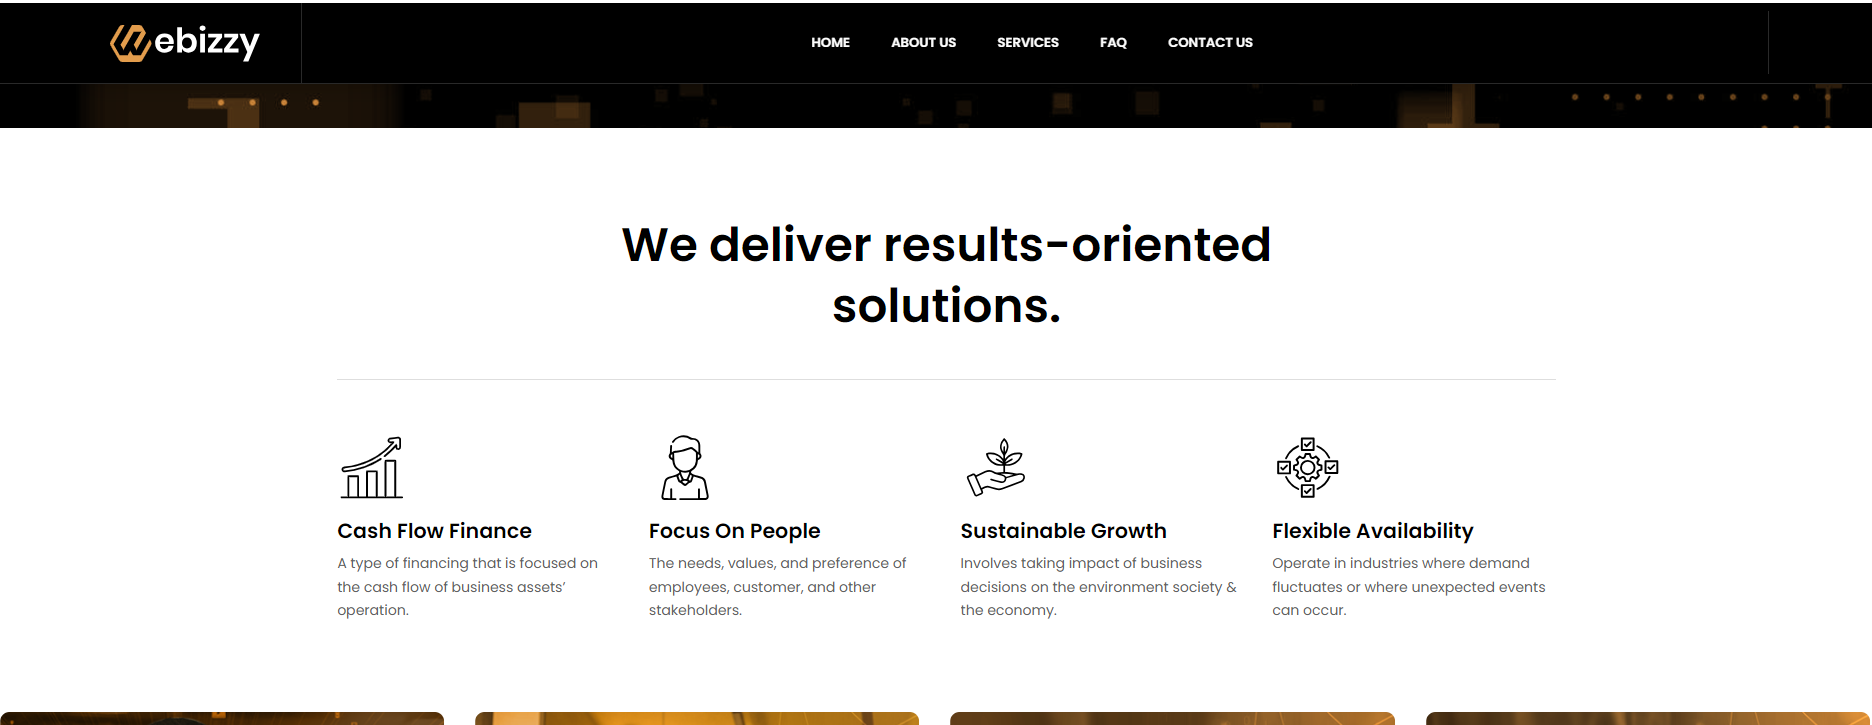 ebizzy
HOME ABOUT US SERVICES FAQ CONTACT US
We deliver results-oriented
solutions.
Cash Flow Finance
A type of financing that is focused on
the cash flow of business assets’
operation.
Focus On People
The needs, values, and preference of
employees, customer, and other
stakeholders.
Sustainable Growth
Involves taking impact of business
decisions on the environment society &
the economy.
Flexible Availability
Operate in industries where demand
fluctuates or where unexpected events
can occur.